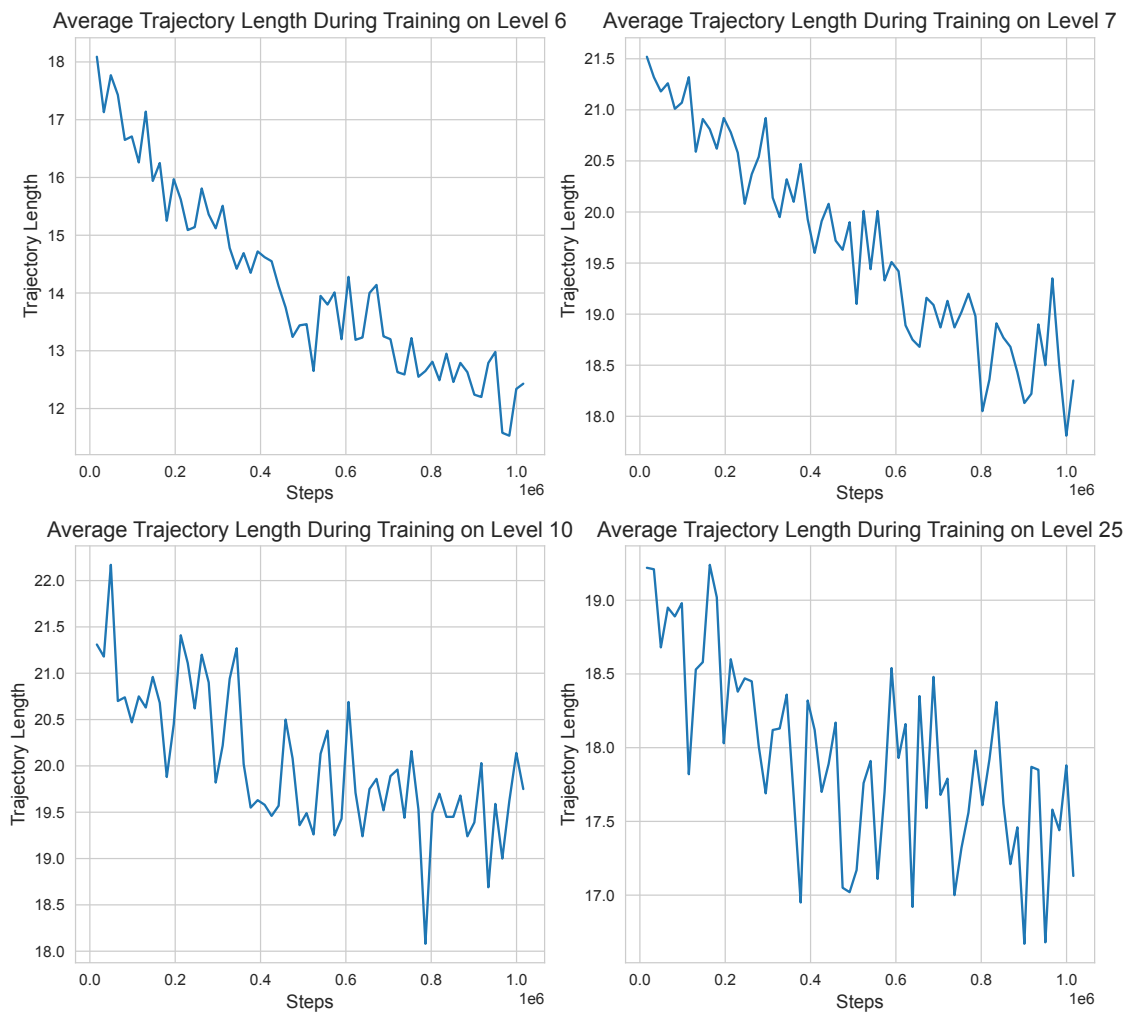 Average Trajectory Length During Training on Level 6
18
17
16
15
14
13
12
Trajectory Length
0.0 0.2 0.4 0.6 0.8 1.0
1e6
Steps
Average Trajectory Length During Training on Level 7
21.5
21.0
20.5
20.0
19.5
19.0
18.5
18.0
Trajectory Length
0.0 0.2 0.4 0.6 0.8 1.0
1e6
Steps
Average Trajectory Length During Training on Level 10
22.0
21.5
21.0
20.5
20.0
19.5
19.0
18.5
18.0
Trajectory Length
0.0 0.2 0.4 0.6 0.8 1.0
1e6
Steps
Average Trajectory Length During Training on Level 25
19.0
18.5
18.0
17.5
17.0
Trajectory Length
0.0 0.2 0.4 0.6 0.8 1.0
1e6
Steps